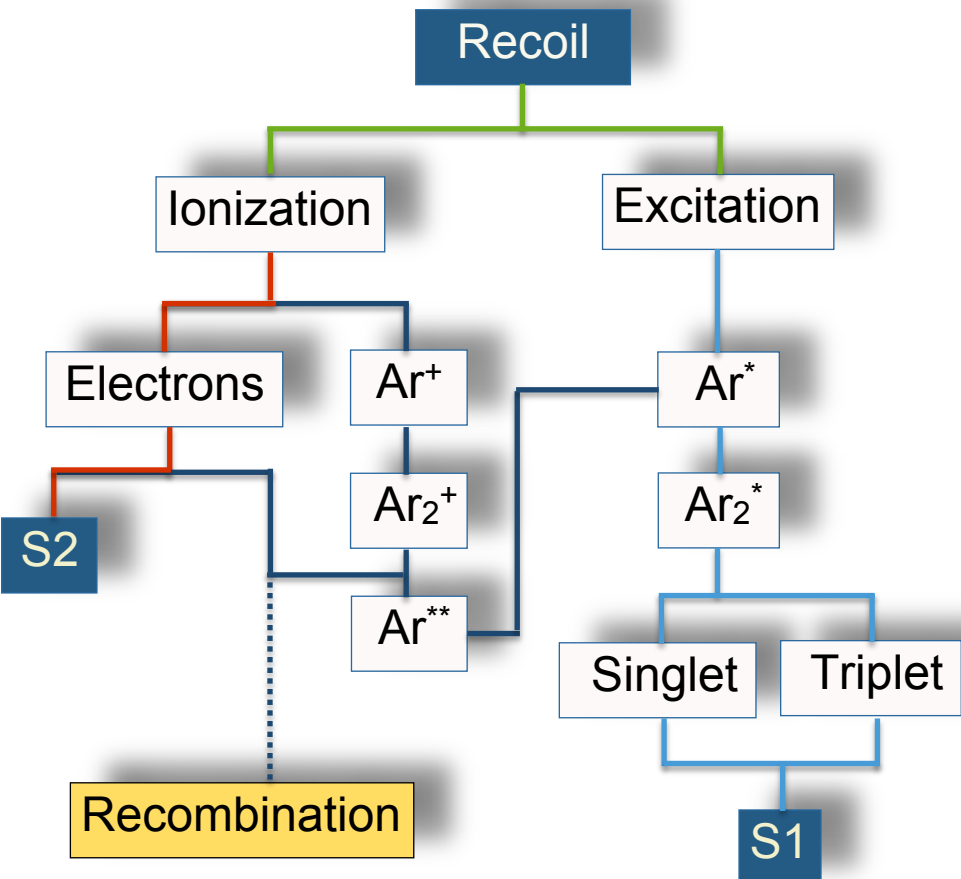 Recoil
Ionization
Excitation
Electrons
Ar⁺
Ar*
Ar₂⁺
Ar₂*
S2
Ar**
Singlet
Triplet
Recombination
S1